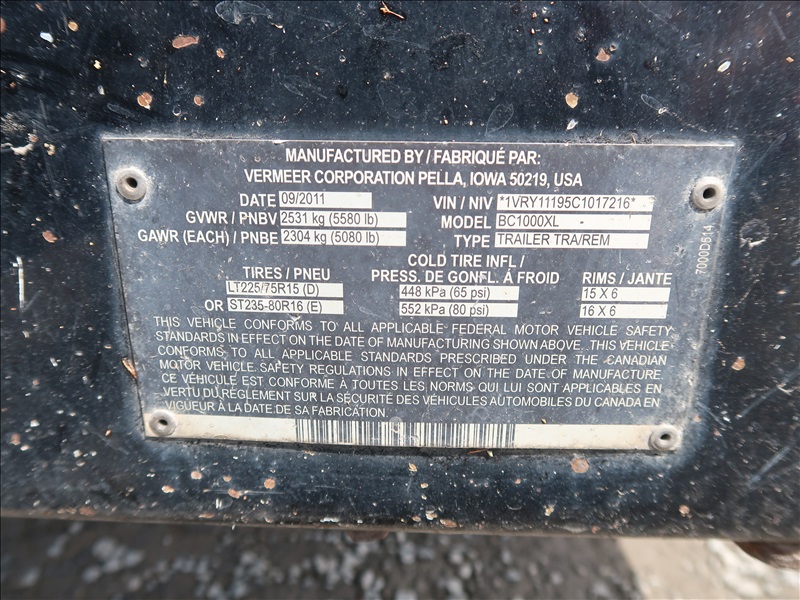 MANUFACTURED BY / FABRIQUÉ PAR:
VERMEER CORPORATION PELLA, IOWA 50219, USA
DATE 09/2011 VIN / NIV *1VRY11195C1017216*
GVWR / PNBV 2531 kg (5580 lb) MODEL BC1000XL
GAWR (EACH) / PNBE 2304 kg (5080 lb) TYPE TRAILER TRA/REM
COLD TIRE INFL /
TIRES / PNEU PRESS. DE GONFL. À FROID RIMS / JANTE
LT225/75R15 (D) 448 kPa (65 psi) 15 X 6
OR ST235-80R16 (E) 552 kPa (80 psi) 16 X 6
THIS VEHICLE CONFORMS TO ALL APPLICABLE FEDERAL MOTOR VEHICLE SAFETY
STANDARDS IN EFFECT ON THE DATE OF MANUFACTURING SHOWN ABOVE. THIS VEHICLE
CONFORMS TO ALL APPLICABLE STANDARDS PRESCRIBED UNDER THE CANADIAN
MOTOR VEHICLE. SAFETY REGULATIONS IN EFFECT ON THE DATE OF MANUFACTURE.
CE VÉHICULE EST CONFORME À TOUTES LES NORMS QUI LUI SONT APPLICABLES EN
VERTU DU RÉGLEMENT SUR LA SÉCURITÉ DES VÉHICULES AUTOMOBILES DU CANADA EN
VIGUEUR À LA DATE DE SA FABRICATION.
7000D614